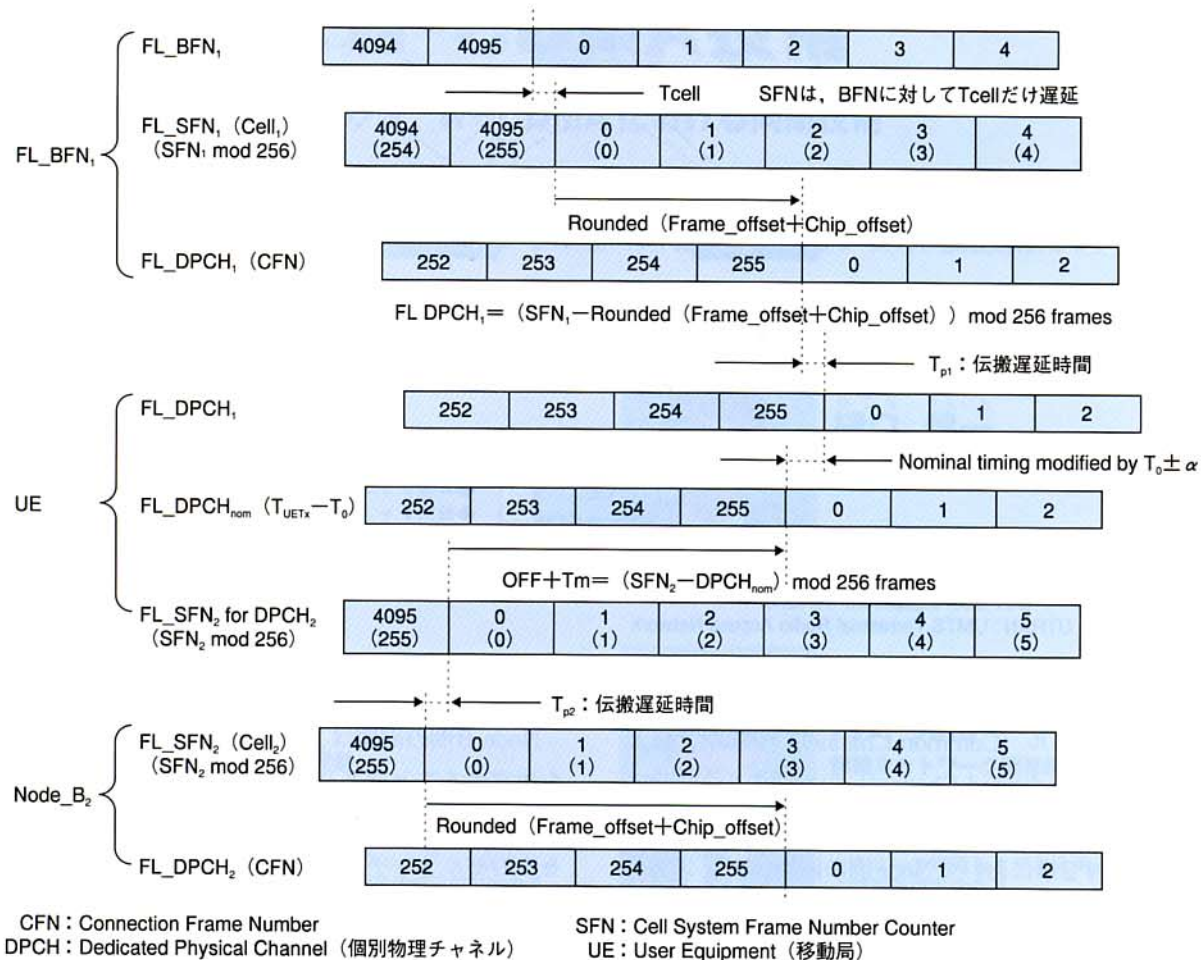 FL_BFN₁ 4094 4095 0 1 2 3 4
Tcell SFNは，BFNに対してTcellだけ遅延
FL_BFN₁
FL_SFN₁（Cell₁）
（SFN₁ mod 256）
4094 4095 0 1 2 3 4
（254） （255） （0） （1） （2） （3） （4）
Rounded（Frame_offset＋Chip_offset）
FL_DPCH₁（CFN） 252 253 254 255 0 1 2
FL DPCH₁＝（SFN₁−Rounded（Frame_offset＋Chip_offset））mod 256 frames
Tp1：伝搬遅延時間
UE
FL_DPCH₁ 252 253 254 255 0 1 2
Nominal timing modified by T₀±α
FL_DPCHnom（TUETx−T₀） 252 253 254 255 0 1 2
OFF＋Tm＝（SFN₂−DPCHnom）mod 256 frames
FL_SFN₂ for DPCH₂
（SFN₂ mod 256）
4095 0 1 2 3 4 5
（255） （0） （1） （2） （3） （4） （5）
Tp2：伝搬遅延時間
Node_B₂
FL_SFN₂（Cell₂）
（SFN₂ mod 256）
4095 0 1 2 3 4 5
（255） （0） （1） （2） （3） （4） （5）
Rounded（Frame_offset＋Chip_offset）
FL_DPCH₂（CFN） 252 253 254 255 0 1 2
CFN：Connection Frame Number
SFN：Cell System Frame Number Counter
DPCH：Dedicated Physical Channel（個別物理チャネル）
UE：User Equipment（移動局）